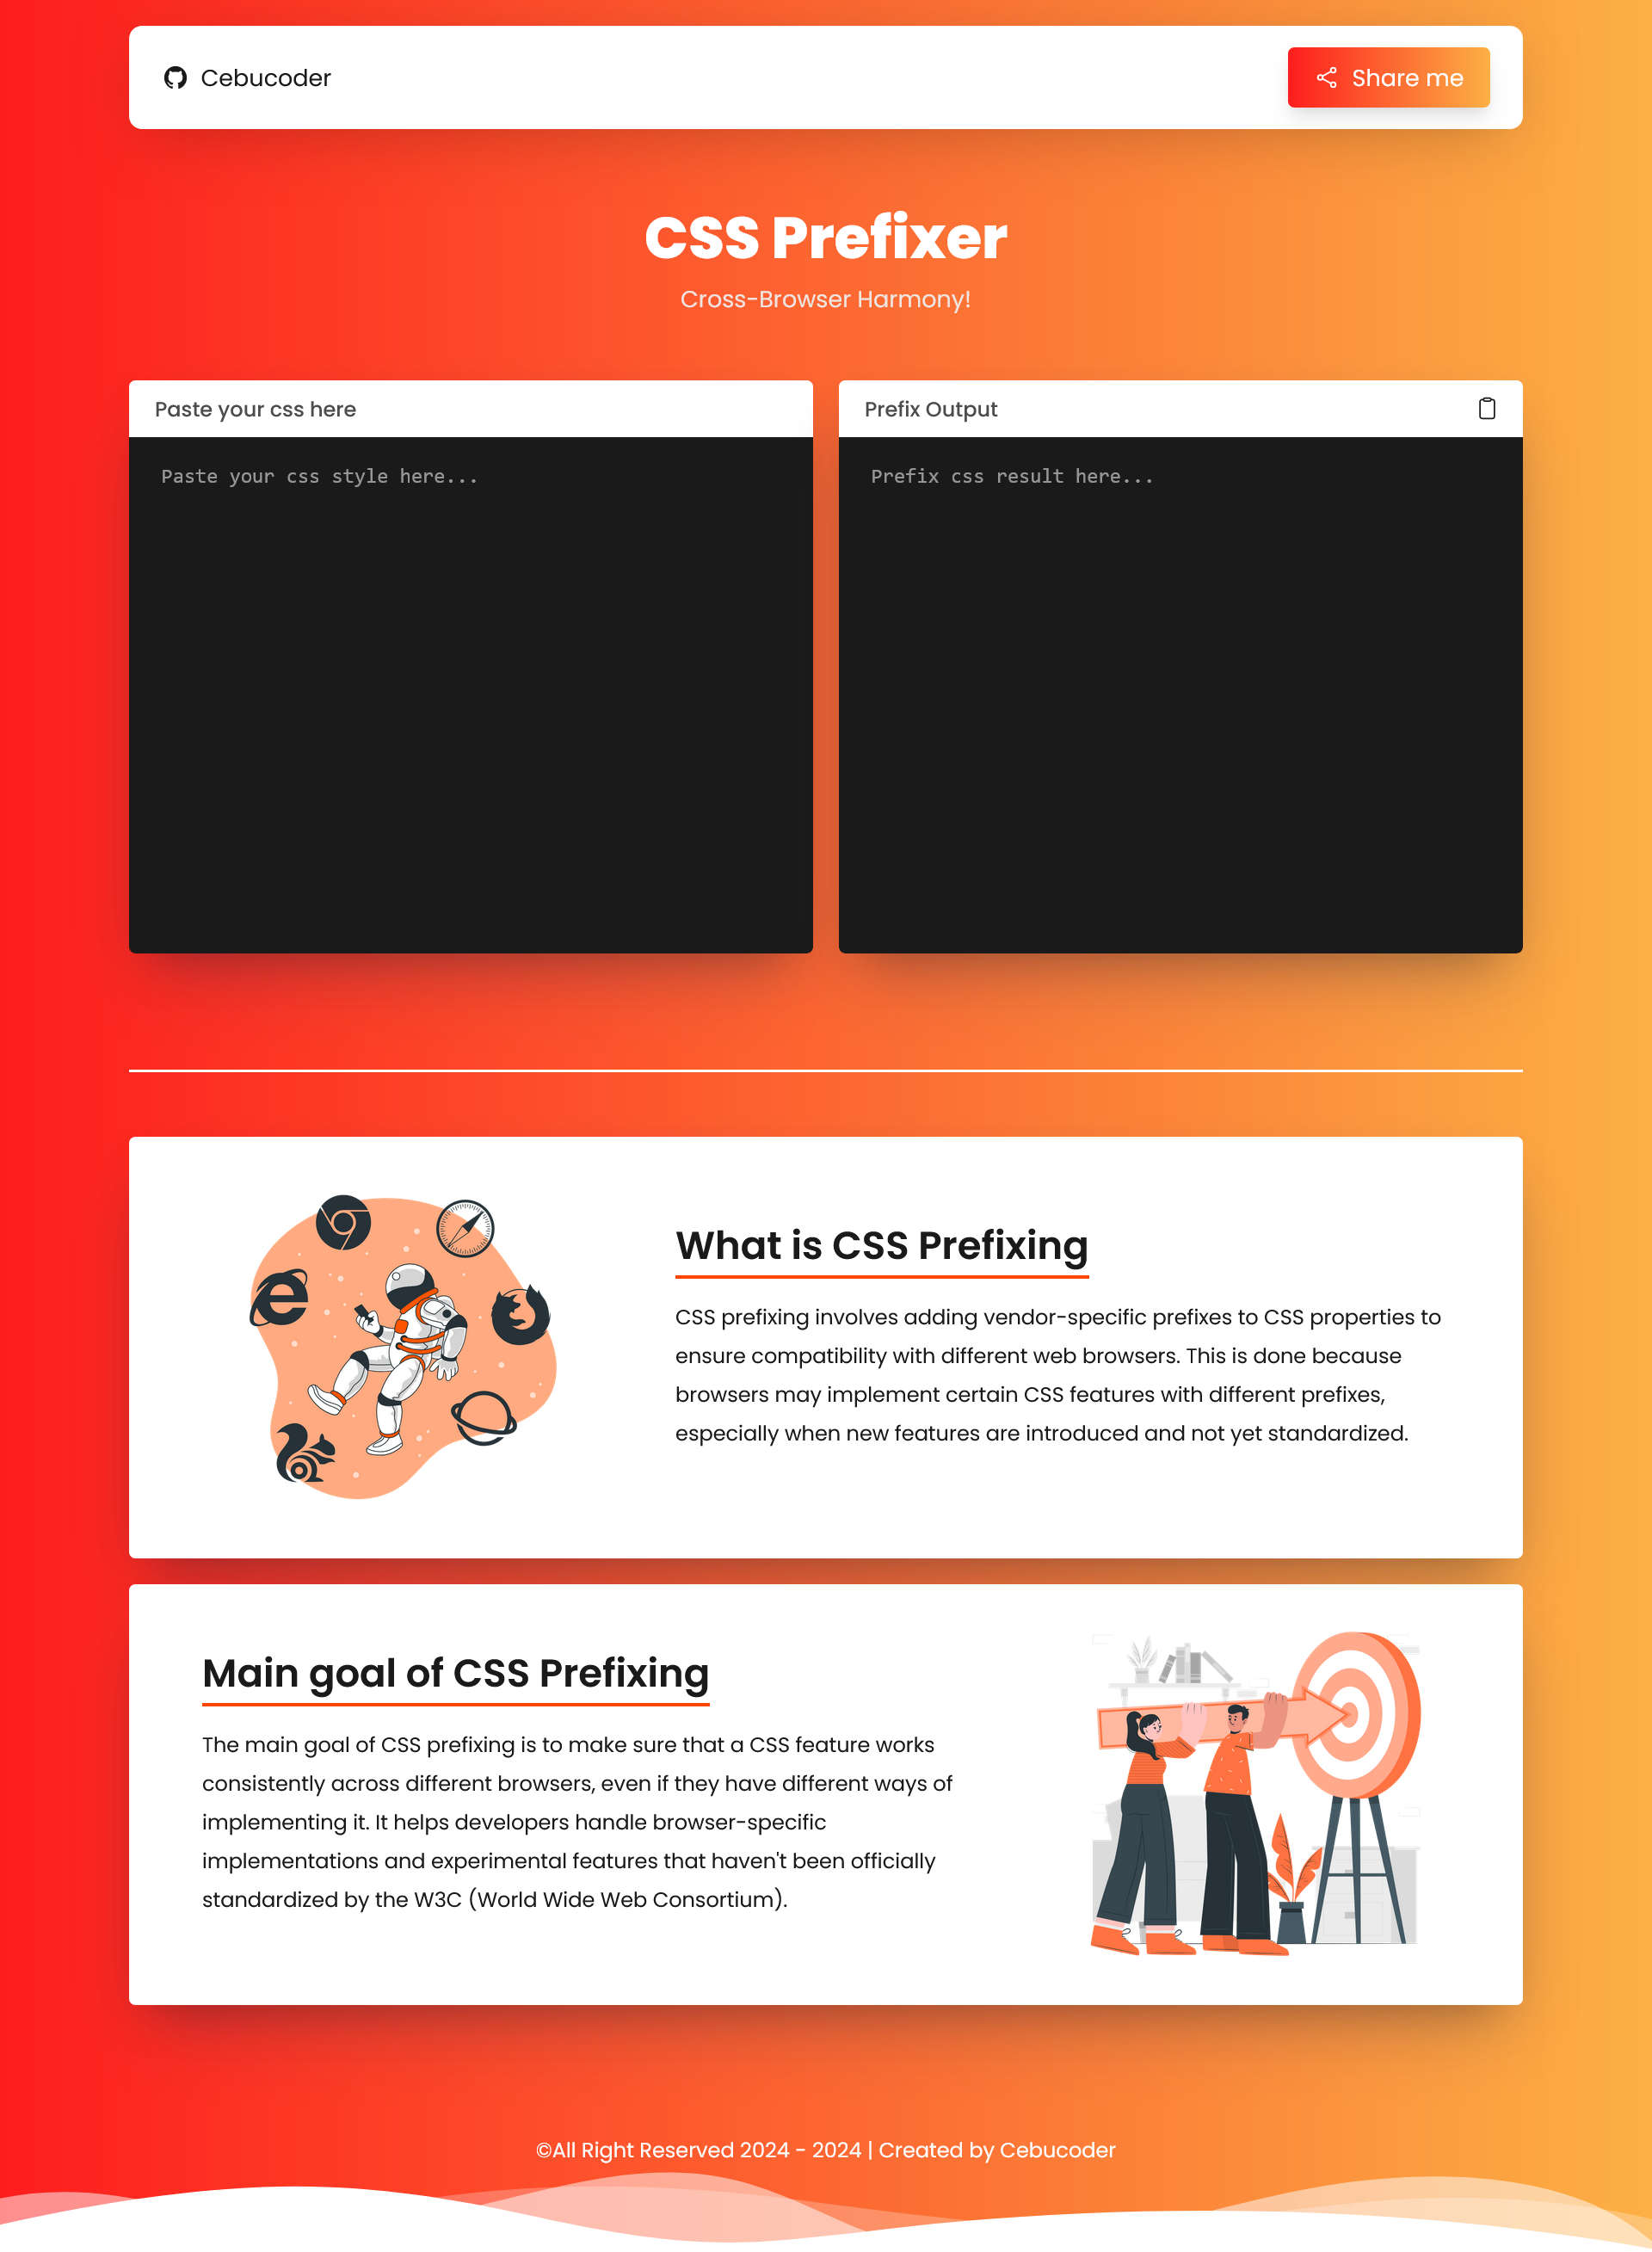 Cebucoder
Share me
CSS Prefixer
Cross-Browser Harmony!
Paste your css here
Paste your css style here...
Prefix Output
Prefix css result here...
What is CSS Prefixing
CSS prefixing involves adding vendor-specific prefixes to CSS properties to
ensure compatibility with different web browsers. This is done because
browsers may implement certain CSS features with different prefixes,
especially when new features are introduced and not yet standardized.
Main goal of CSS Prefixing
The main goal of CSS prefixing is to make sure that a CSS feature works
consistently across different browsers, even if they have different ways of
implementing it. It helps developers handle browser-specific
implementations and experimental features that haven't been officially
standardized by the W3C (World Wide Web Consortium).
©All Right Reserved 2024 - 2024 | Created by Cebucoder